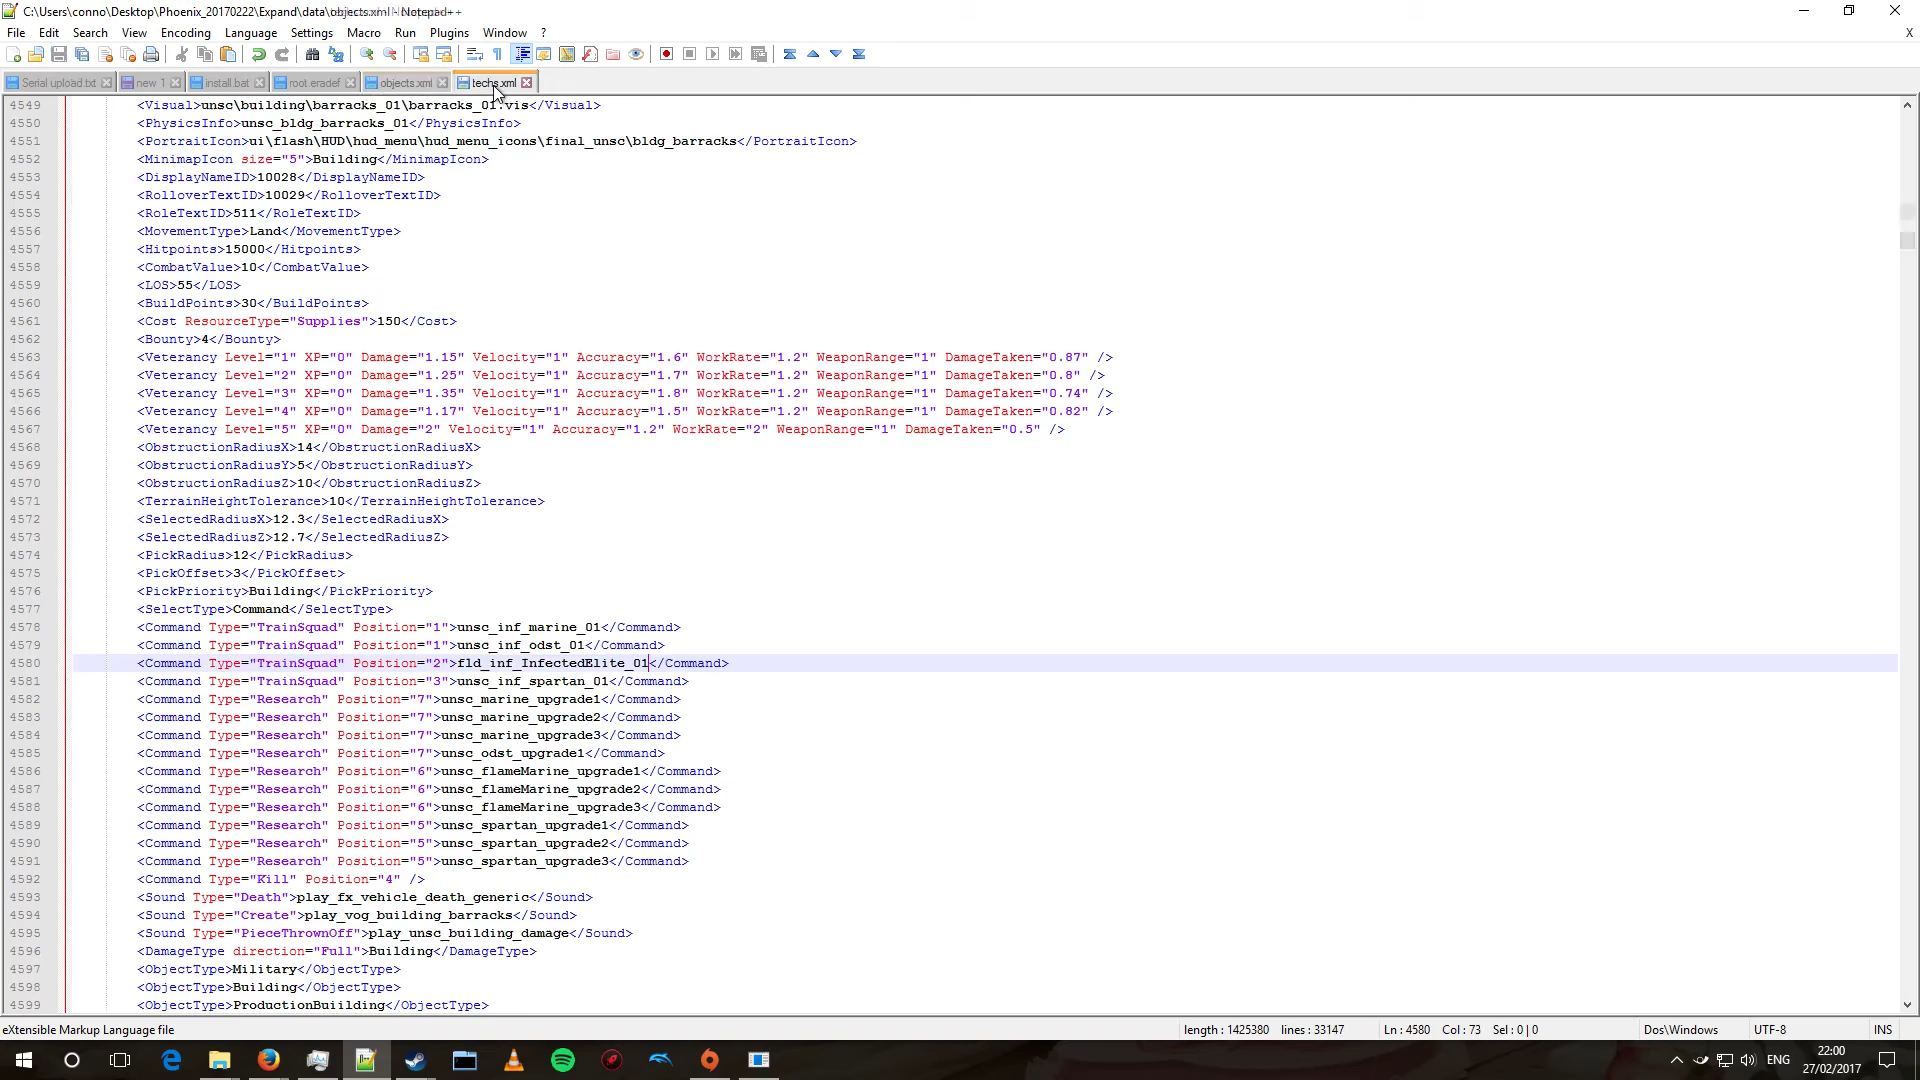 C:\Users\conno\Desktop\Phoenix_20170222\Expand\data\objects.xml - Notepad++
File Edit Search View Encoding Language Settings Macro Run Plugins Window ? X
Serial upload.txt new 1 install.bat root.eradef objects.xml techs.xml
4549 <Visual>unsc\building\barracks_01\barracks_01.vis</Visual>
4550 <PhysicsInfo>unsc_bldg_barracks_01</PhysicsInfo>
4551 <PortraitIcon>ui\flash\HUD\hud_menu\hud_menu_icons\final_unsc\bldg_barracks</PortraitIcon>
4552 <MinimapIcon size="5">Building</MinimapIcon>
4553 <DisplayNameID>10028</DisplayNameID>
4554 <RolloverTextID>10029</RolloverTextID>
4555 <RoleTextID>511</RoleTextID>
4556 <MovementType>Land</MovementType>
4557 <Hitpoints>15000</Hitpoints>
4558 <CombatValue>10</CombatValue>
4559 <LOS>55</LOS>
4560 <BuildPoints>30</BuildPoints>
4561 <Cost ResourceType="Supplies">150</Cost>
4562 <Bounty>4</Bounty>
4563 <Veterancy Level="1" XP="0" Damage="1.15" Velocity="1" Accuracy="1.6" WorkRate="1.2" WeaponRange="1" DamageTaken="0.87" />
4564 <Veterancy Level="2" XP="0" Damage="1.25" Velocity="1" Accuracy="1.7" WorkRate="1.2" WeaponRange="1" DamageTaken="0.8" />
4565 <Veterancy Level="3" XP="0" Damage="1.35" Velocity="1" Accuracy="1.8" WorkRate="1.2" WeaponRange="1" DamageTaken="0.74" />
4566 <Veterancy Level="4" XP="0" Damage="1.17" Velocity="1" Accuracy="1.5" WorkRate="1.2" WeaponRange="1" DamageTaken="0.82" />
4567 <Veterancy Level="5" XP="0" Damage="2" Velocity="1" Accuracy="1.2" WorkRate="2" WeaponRange="1" DamageTaken="0.5" />
4568 <ObstructionRadiusX>14</ObstructionRadiusX>
4569 <ObstructionRadiusY>5</ObstructionRadiusY>
4570 <ObstructionRadiusZ>10</ObstructionRadiusZ>
4571 <TerrainHeightTolerance>10</TerrainHeightTolerance>
4572 <SelectedRadiusX>12.3</SelectedRadiusX>
4573 <SelectedRadiusZ>12.7</SelectedRadiusZ>
4574 <PickRadius>12</PickRadius>
4575 <PickOffset>3</PickOffset>
4576 <PickPriority>Building</PickPriority>
4577 <SelectType>Command</SelectType>
4578 <Command Type="TrainSquad" Position="1">unsc_inf_marine_01</Command>
4579 <Command Type="TrainSquad" Position="1">unsc_inf_odst_01</Command>
4580 <Command Type="TrainSquad" Position="2">fld_inf_InfectedElite_01</Command>
4581 <Command Type="TrainSquad" Position="3">unsc_inf_spartan_01</Command>
4582 <Command Type="Research" Position="7">unsc_marine_upgrade1</Command>
4583 <Command Type="Research" Position="7">unsc_marine_upgrade2</Command>
4584 <Command Type="Research" Position="7">unsc_marine_upgrade3</Command>
4585 <Command Type="Research" Position="7">unsc_odst_upgrade1</Command>
4586 <Command Type="Research" Position="6">unsc_flameMarine_upgrade1</Command>
4587 <Command Type="Research" Position="6">unsc_flameMarine_upgrade2</Command>
4588 <Command Type="Research" Position="6">unsc_flameMarine_upgrade3</Command>
4589 <Command Type="Research" Position="5">unsc_spartan_upgrade1</Command>
4590 <Command Type="Research" Position="5">unsc_spartan_upgrade2</Command>
4591 <Command Type="Research" Position="5">unsc_spartan_upgrade3</Command>
4592 <Command Type="Kill" Position="4" />
4593 <Sound Type="Death">play_fx_vehicle_death_generic</Sound>
4594 <Sound Type="Create">play_vog_building_barracks</Sound>
4595 <Sound Type="PieceThrownOff">play_unsc_building_damage</Sound>
4596 <DamageType direction="Full">Building</DamageType>
4597 <ObjectType>Military</ObjectType>
4598 <ObjectType>Building</ObjectType>
4599 <ObjectType>ProductionBuiilding</ObjectType>
eXtensible Markup Language file length : 1425380 lines : 33147 Ln : 4580 Col : 73 Sel : 0 | 0 Dos\Windows UTF-8 INS
ENG 22:00
27/02/2017